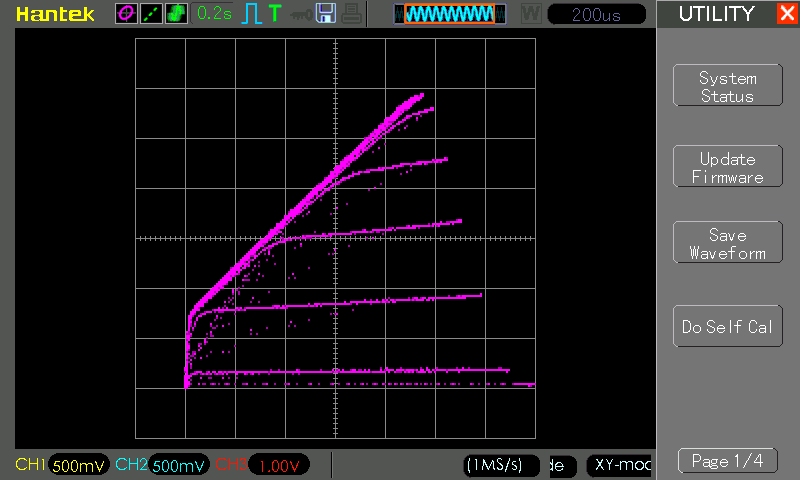 Hantek 0.2s T W 200us UTILITY
System
Status
Update
Firmware
Save
Waveform
Do Self Cal
CH1 500mV CH2 500mV CH3 1.00V (1MS/s) de XY-mod Page 1/4